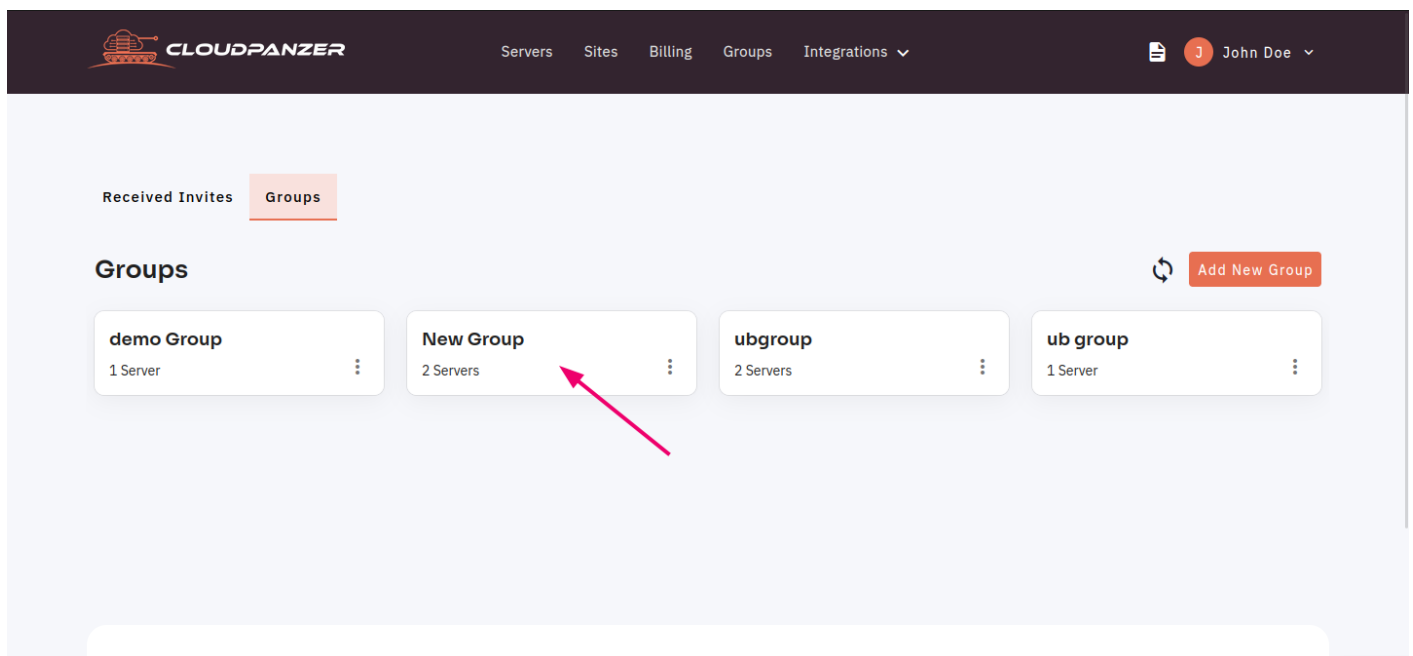 CLOUDPANZER Servers Sites Billing Groups Integrations J John Doe
Received Invites Groups
Groups Add New Group
demo Group New Group ubgroup ub group
1 Server 2 Servers 2 Servers 1 Server